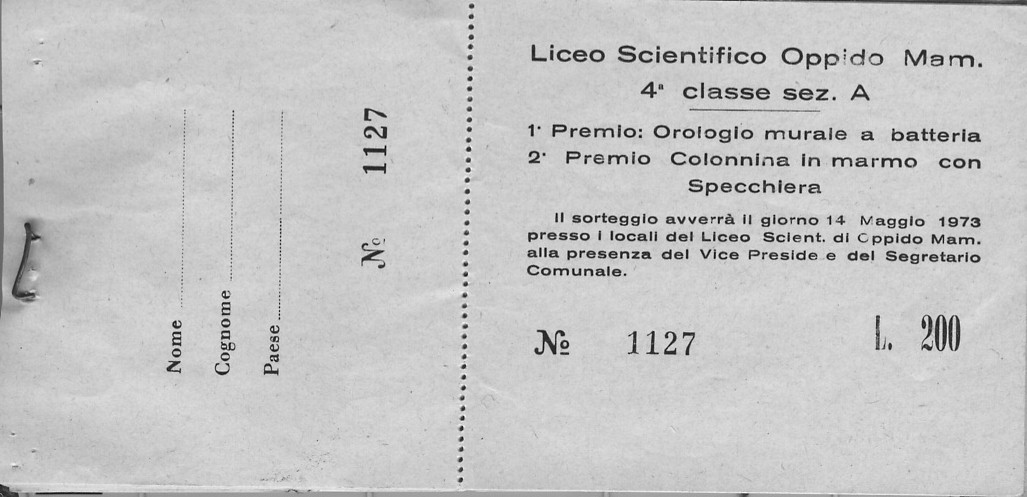 Nome
Cognome
Paese
Nº 1127
Liceo Scientifico Oppido Mam.
4ª classe sez. A
1· Premio: Orologio murale a batteria
2· Premio Colonnina in marmo con
Specchiera
Il sorteggio avverrà il giorno 14 Maggio 1973
presso i locali del Liceo Scient. di Oppido Mam.
alla presenza del Vice Preside e del Segretario
Comunale.
Nº 1127
L. 200